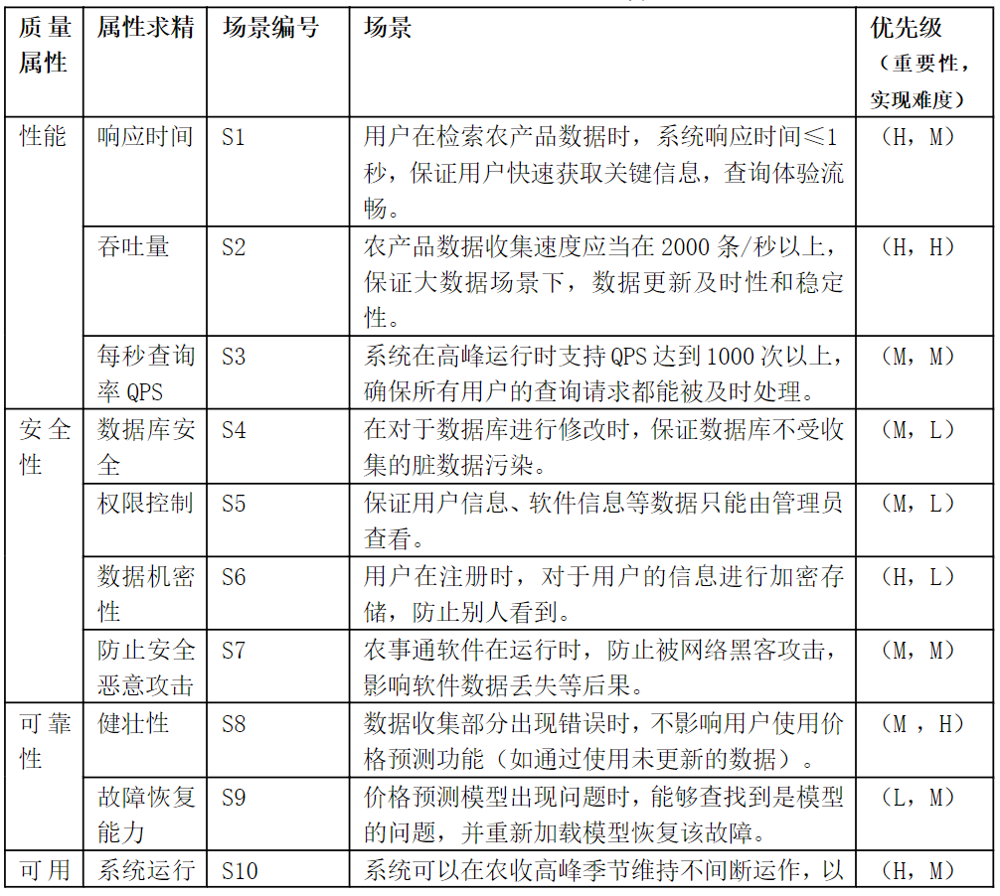 质量属性 属性求精 场景编号 场景 优先级（重要性，实现难度）
性能 响应时间 S1 用户在检索农产品数据时，系统响应时间≤1
秒，保证用户快速获取关键信息，查询体验流
畅。 （H，M）
吞吐量 S2 农产品数据收集速度应当在 2000 条/秒以上，
保证大数据场景下，数据更新及时性和稳定
性。 （H，H）
每秒查询率 QPS S3 系统在高峰运行时支持 QPS 达到 1000 次以上，
确保所有用户的查询请求都能被及时处理。 （M，M）
安全性 数据库安全 S4 在对于数据库进行修改时，保证数据库不受收
集的脏数据污染。 （M，L）
权限控制 S5 保证用户信息、软件信息等数据只能由管理员
查看。 （M，L）
数据机密性 S6 用户在注册时，对于用户的信息进行加密存
储，防止别人看到。 （H，L）
防止安全恶意攻击 S7 农事通软件在运行时，防止被网络黑客攻击，
影响软件数据丢失等后果。 （M，M）
可靠性 健壮性 S8 数据收集部分出现错误时，不影响用户使用价
格预测功能（如通过使用未更新的数据）。 （M ，H）
故障恢复能力 S9 价格预测模型出现问题时，能够查找到是模型
的问题，并重新加载模型恢复该故障。 （L，M）
可用 系统运行 S10 系统可以在农收高峰季节维持不间断运作，以 （H，M）